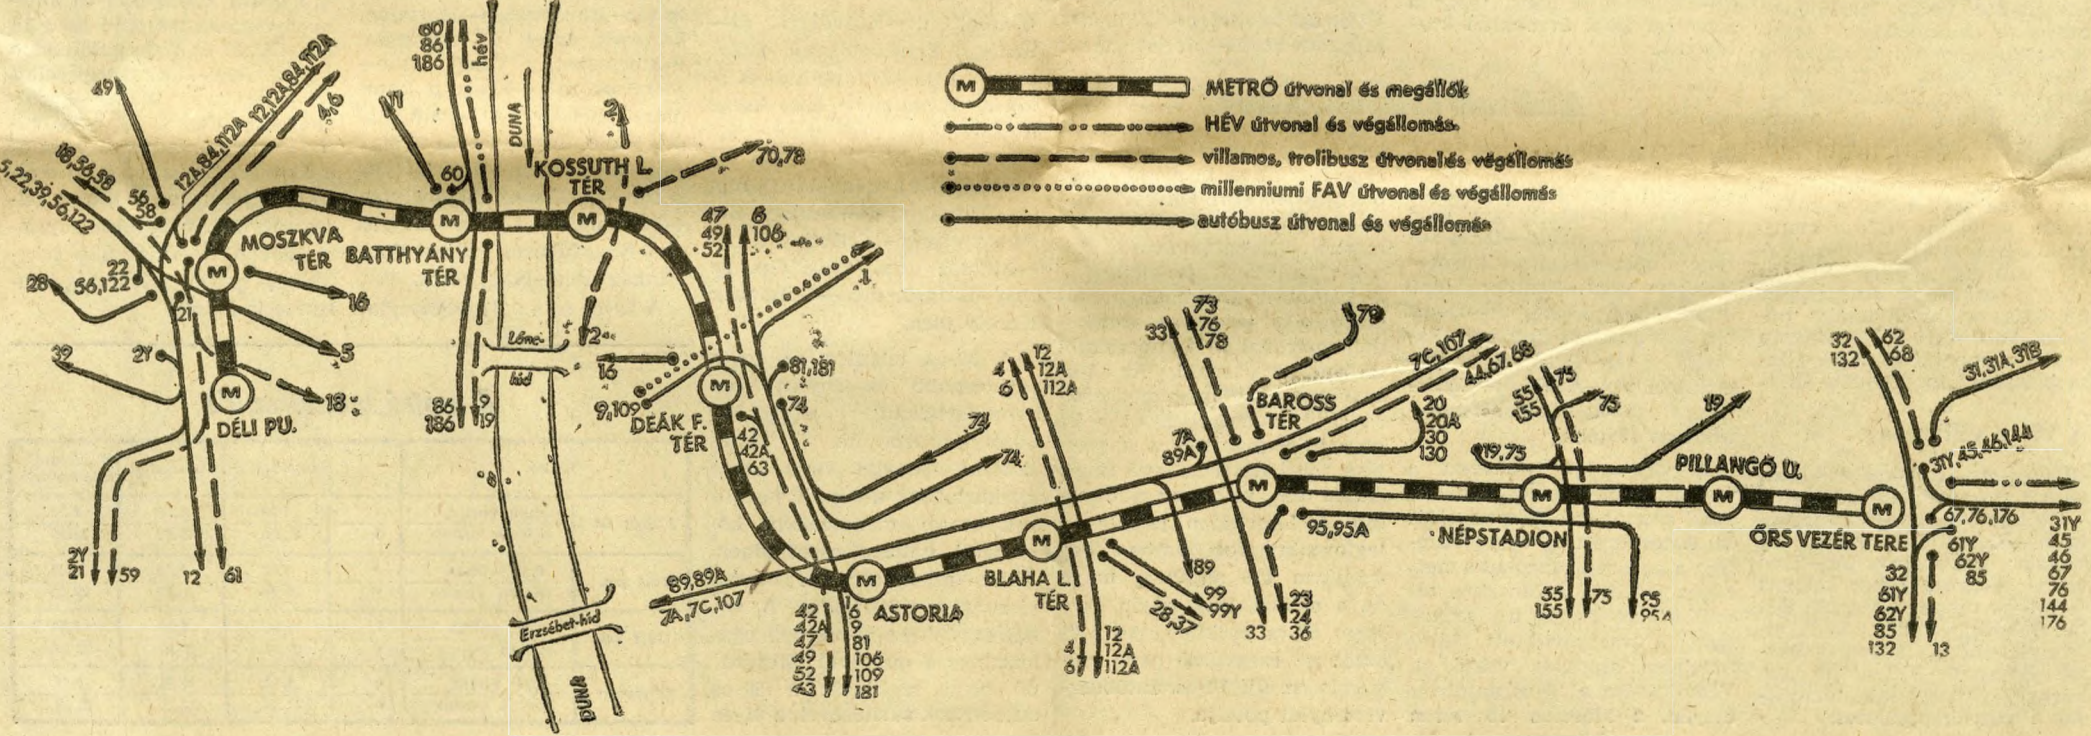 METRÓ útvonal és megállók
HÉV útvonal és végállomás
villamos, trolibusz útvonal és végállomás
millenniumi FAV útvonal és végállomás
autóbusz útvonal és végállomás
49
12A,84,112A
12,12A,84,112A
4,6
18,56,58
5,22,39,56,122
56
58
MOSZKVA
TÉR
M
22
56,122
28
21
16
5
39
2Y
18
M
DÉLI PU.
2Y
21
59
12
61
60
86
186
hév
11
60
M
BATTHYÁNY
TÉR
86
186
9
19
DUNA
Lánc-
híd
Erzsébet-híd
DUNA
KOSSUTH L.
TÉR
M
2
2
70,78
47
49
52
6
106
1
16
9,109
81,181
74
M
DEÁK F.
TÉR
42
42A
63
74
74
89,89A
7A,7C,107
M
ASTORIA
42
42A
47
49
52
63
6
9
81
106
109
181
4
6
12
12A
112A
M
BLAHA L.
TÉR
4
6
12
12A
112A
99
99Y
28,37
89
7A
89A
33
73
76
78
79
BAROSS
TÉR
M
7C,107
44,67,68
20
20A
30
130
33
23
24
36
95,95A
19,75
55
155
75
75
19
M
NÉPSTADION
55
155
75
95
95A
PILLANGÓ U.
M
32
132
62
68
31,31A,31B
31Y,45,46,144
M
ŐRS VEZÉR TERE
67,76,176
61Y
62Y
85
32
61Y
62Y
85
132
13
31Y
45
46
67
76
144
176